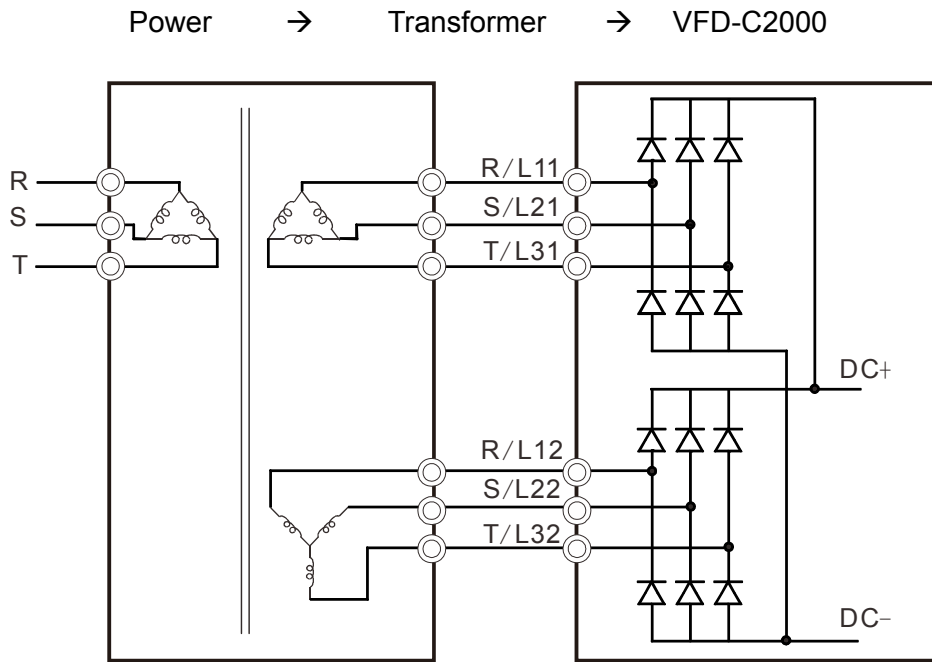 Power → Transformer → VFD-C2000
R
S
T
R/L11
S/L21
T/L31
DC+
R/L12
S/L22
T/L32
DC−